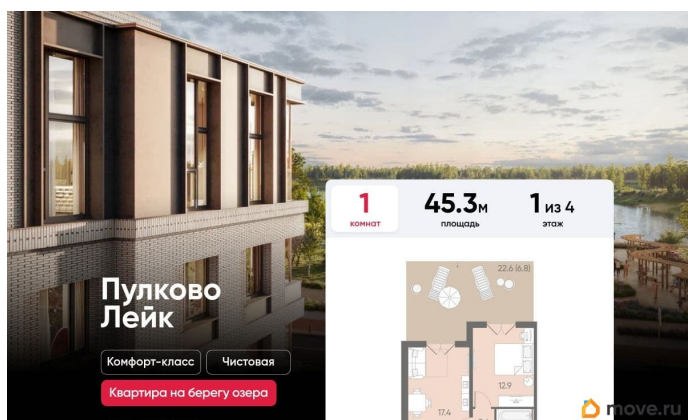 1
комнат
45.3м
площадь
1 из 4
этаж
22.6 (6.8)
Пулково
Лейк
Комфорт-класс
Чистовая
Квартира на берегу озера
12.9
17.4
move.ru